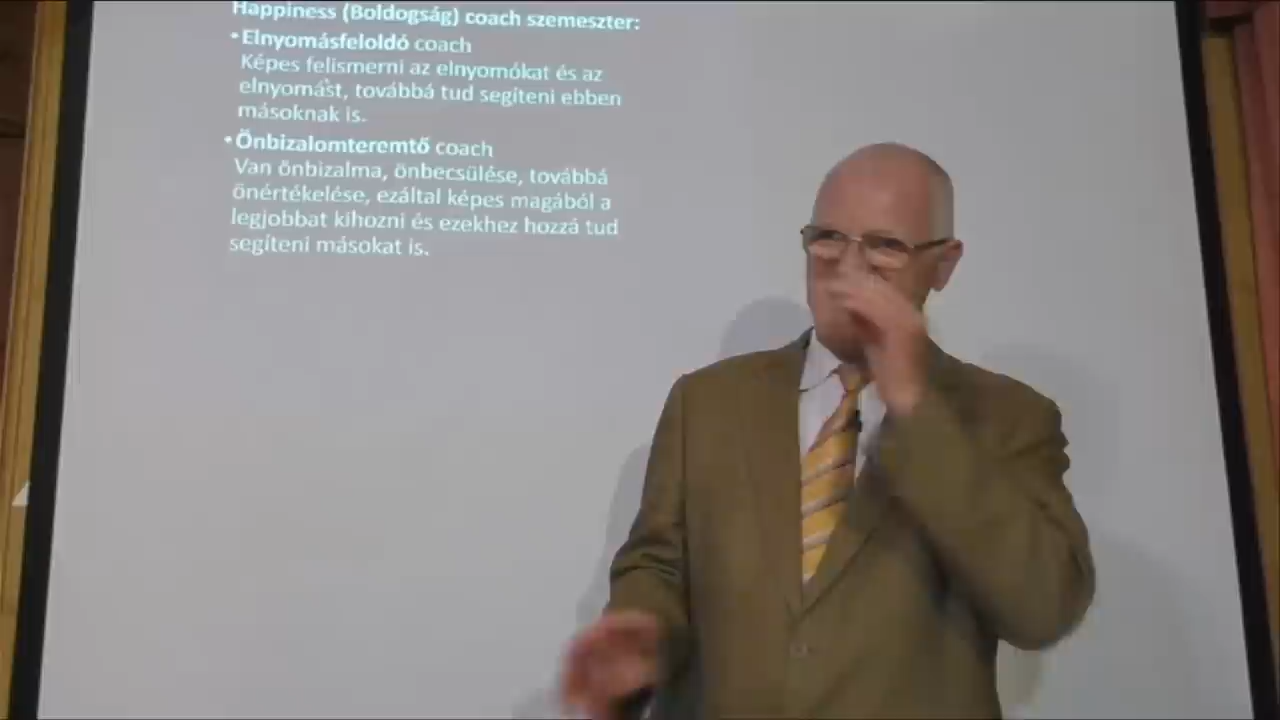 Happiness (Boldogság) coach szemeszter:
•Elnyomásfeloldó coach
Képes felismerni az elnyomókat és az
elnyomást, továbbá tud segíteni ebben
másoknak is.
•Önbizalomteremtő coach
Van önbizalma, önbecsülése, továbbá
önértékelése, ezáltal képes magából a
legjobbat kihozni és ezekhez hozzá tud
segíteni másokat is.